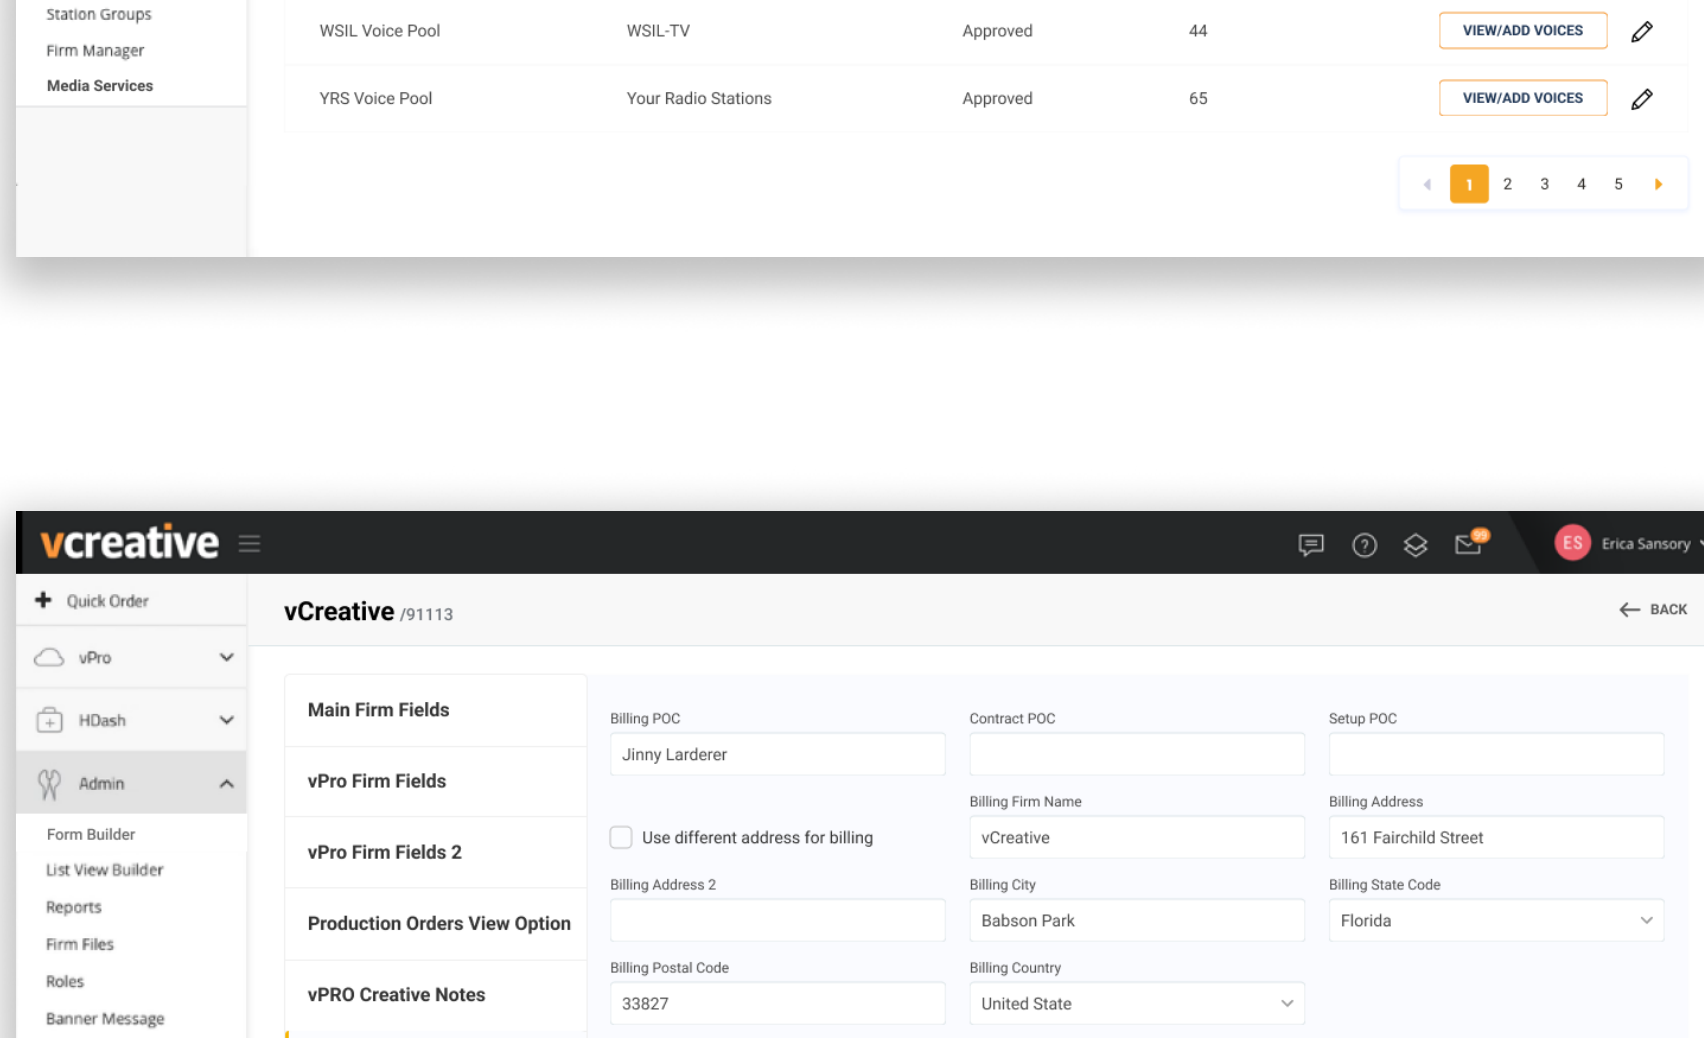 Station Groups
Firm Manager
Media Services
WSIL Voice Pool WSIL-TV Approved 44 VIEW/ADD VOICES
YRS Voice Pool Your Radio Stations Approved 65 VIEW/ADD VOICES
1 2 3 4 5
vcreative 99 ES Erica Sansory
Quick Order
vPro
HDash
Admin
Form Builder
List View Builder
Reports
Firm Files
Roles
Banner Message
vCreative /91113 BACK
Main Firm Fields
vPro Firm Fields
vPro Firm Fields 2
Production Orders View Option
vPRO Creative Notes
Billing POC Contract POC Setup POC
Jinny Larderer
Billing Firm Name Billing Address
Use different address for billing vCreative 161 Fairchild Street
Billing Address 2 Billing City Billing State Code
Babson Park Florida
Billing Postal Code Billing Country
33827 United State